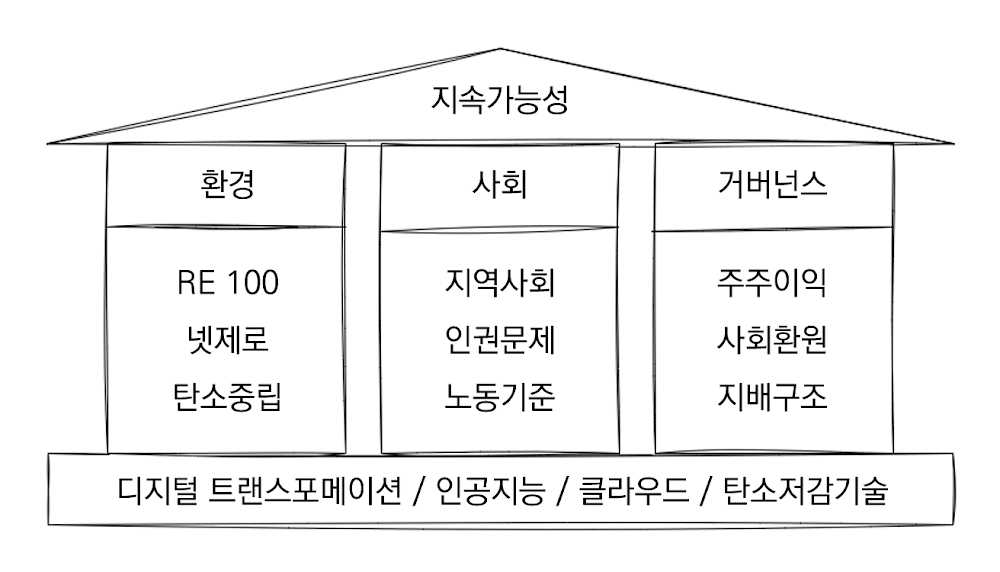 지속가능성
환경
사회
거버넌스
RE 100
넷제로
탄소중립
지역사회
인권문제
노동기준
주주이익
사회환원
지배구조
디지털 트랜스포메이션 / 인공지능 / 클라우드 / 탄소저감기술